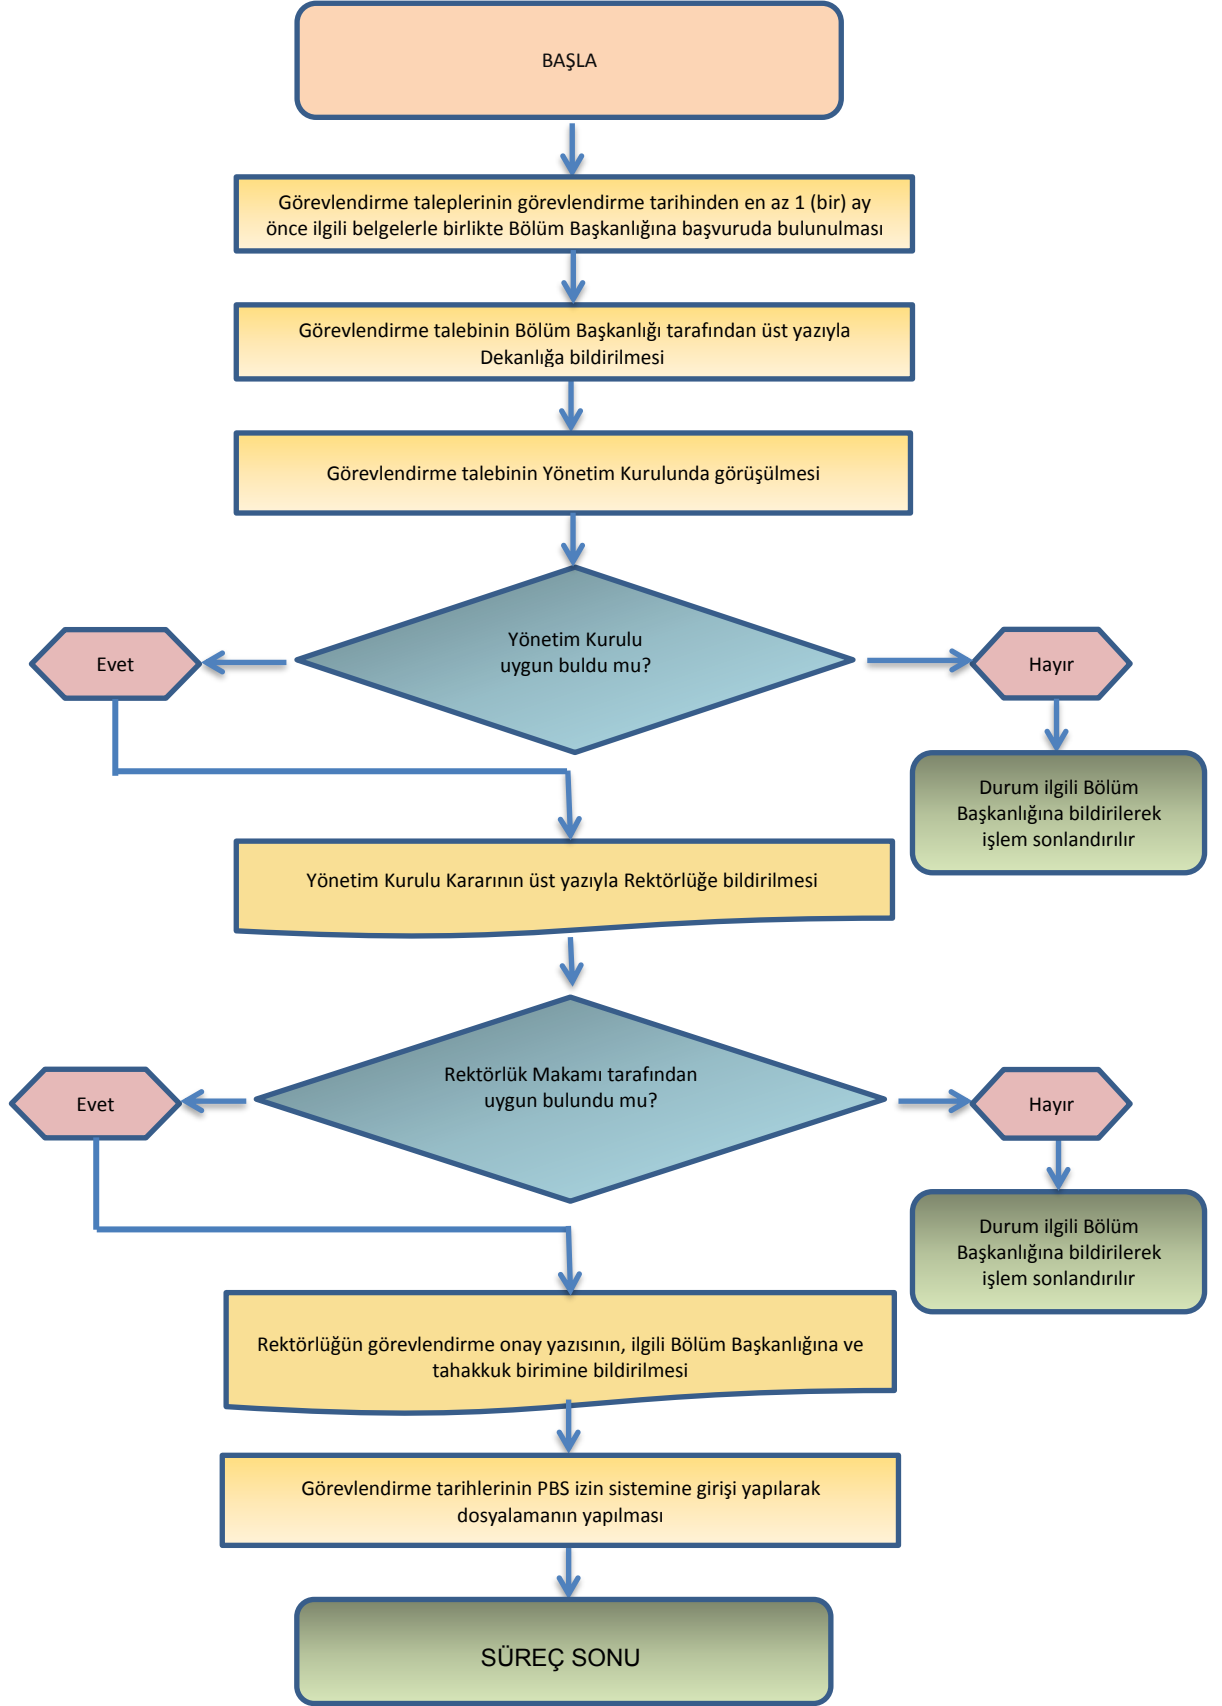 BAŞLA
Görevlendirme taleplerinin görevlendirme tarihinden en az 1 (bir) ay
önce ilgili belgelerle birlikte Bölüm Başkanlığına başvuruda bulunulması
Görevlendirme talebinin Bölüm Başkanlığı tarafından üst yazıyla
Dekanlığa bildirilmesi
Görevlendirme talebinin Yönetim Kurulunda görüşülmesi
Yönetim Kurulu
uygun buldu mu?
Evet
Hayır
Durum ilgili Bölüm
Başkanlığına bildirilerek
işlem sonlandırılır
Yönetim Kurulu Kararının üst yazıyla Rektörlüğe bildirilmesi
Rektörlük Makamı tarafından
uygun bulundu mu?
Evet
Hayır
Durum ilgili Bölüm
Başkanlığına bildirilerek
işlem sonlandırılır
Rektörlüğün görevlendirme onay yazısının, ilgili Bölüm Başkanlığına ve
tahakkuk birimine bildirilmesi
Görevlendirme tarihlerinin PBS izin sistemine girişi yapılarak
dosyalamanın yapılması
SÜREÇ SONU